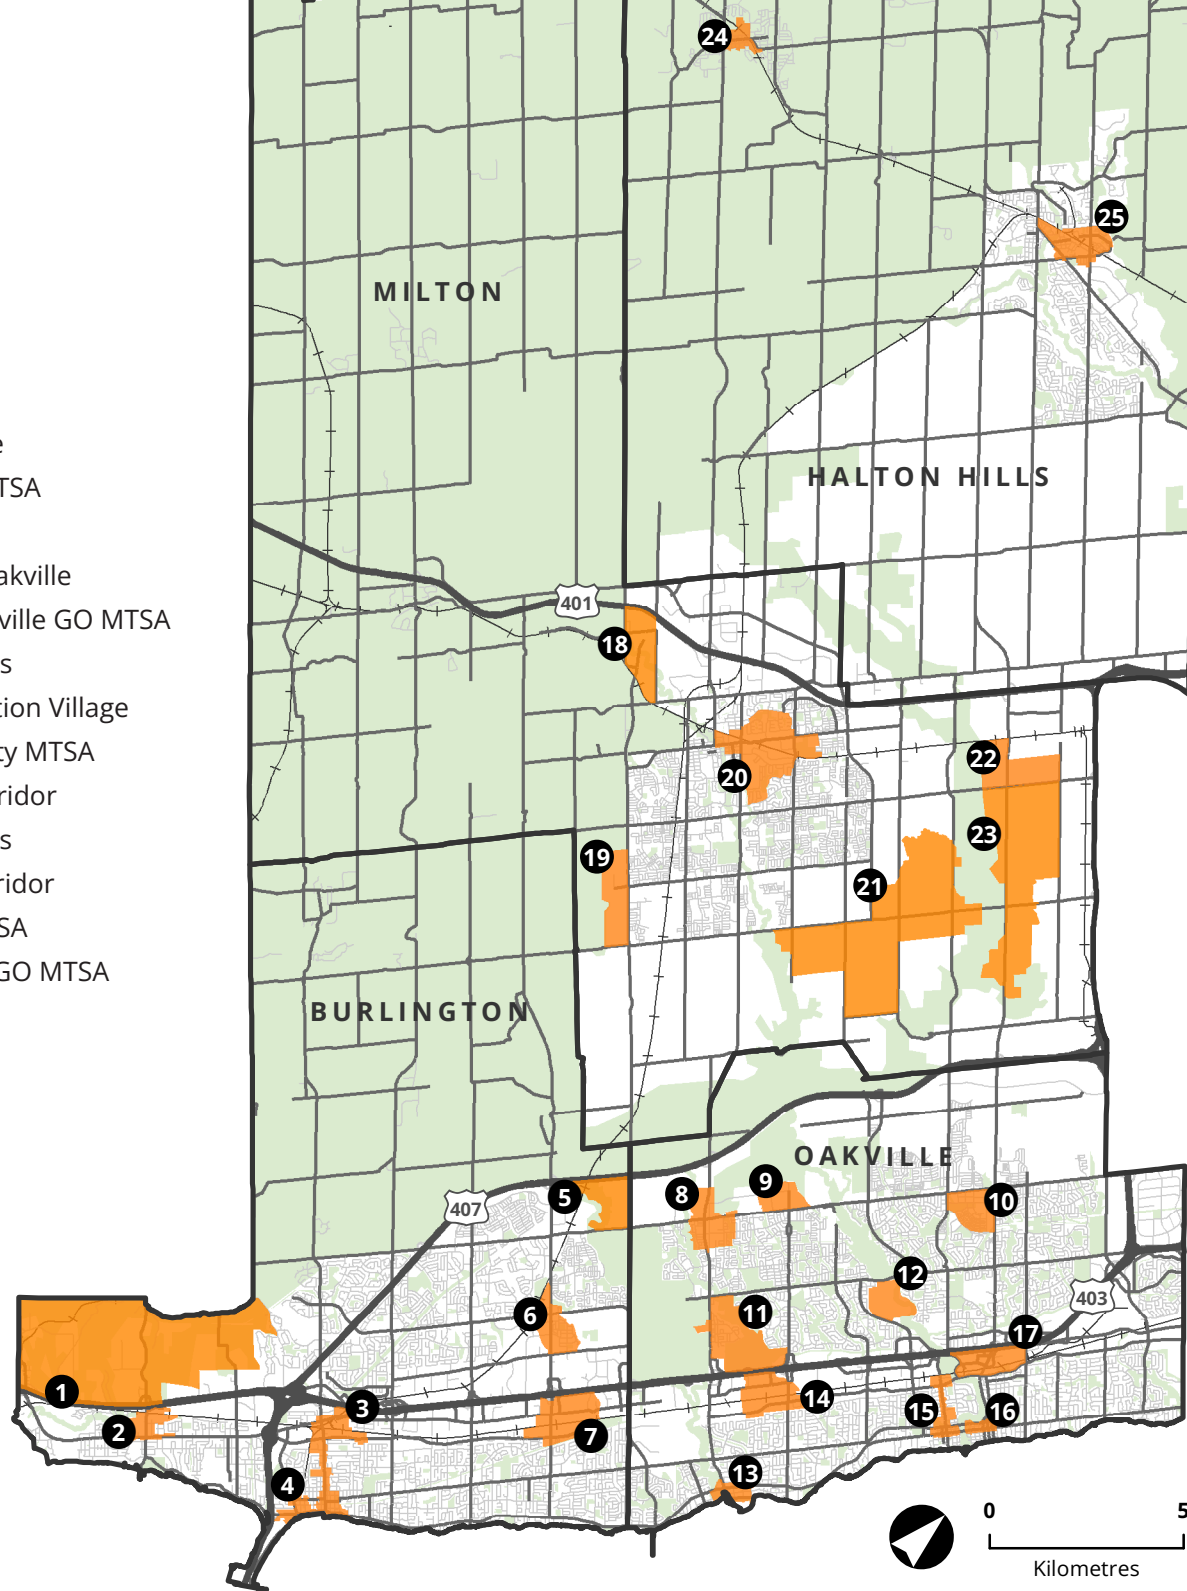 24
25
MILTON
HALTON HILLS
e
TSA
akville
ville GO MTSA
s
tion Village
ty MTSA
ridor
s
ridor
SA
GO MTSA
401
18
20
22
23
19
21
BURLINGTON
OAKVILLE
407
5
8
9
10
12
403
6
11
17
1
2
3
7
14
15
16
4
13
0
5
Kilometres